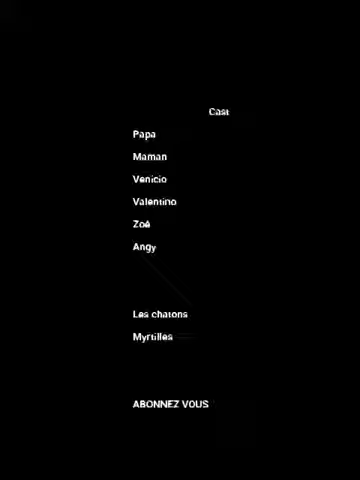 Cast
Papa
Maman
Venicio
Valentino
Zoé
Angy
Les chatons
Myrtilles
ABONNEZ VOUS